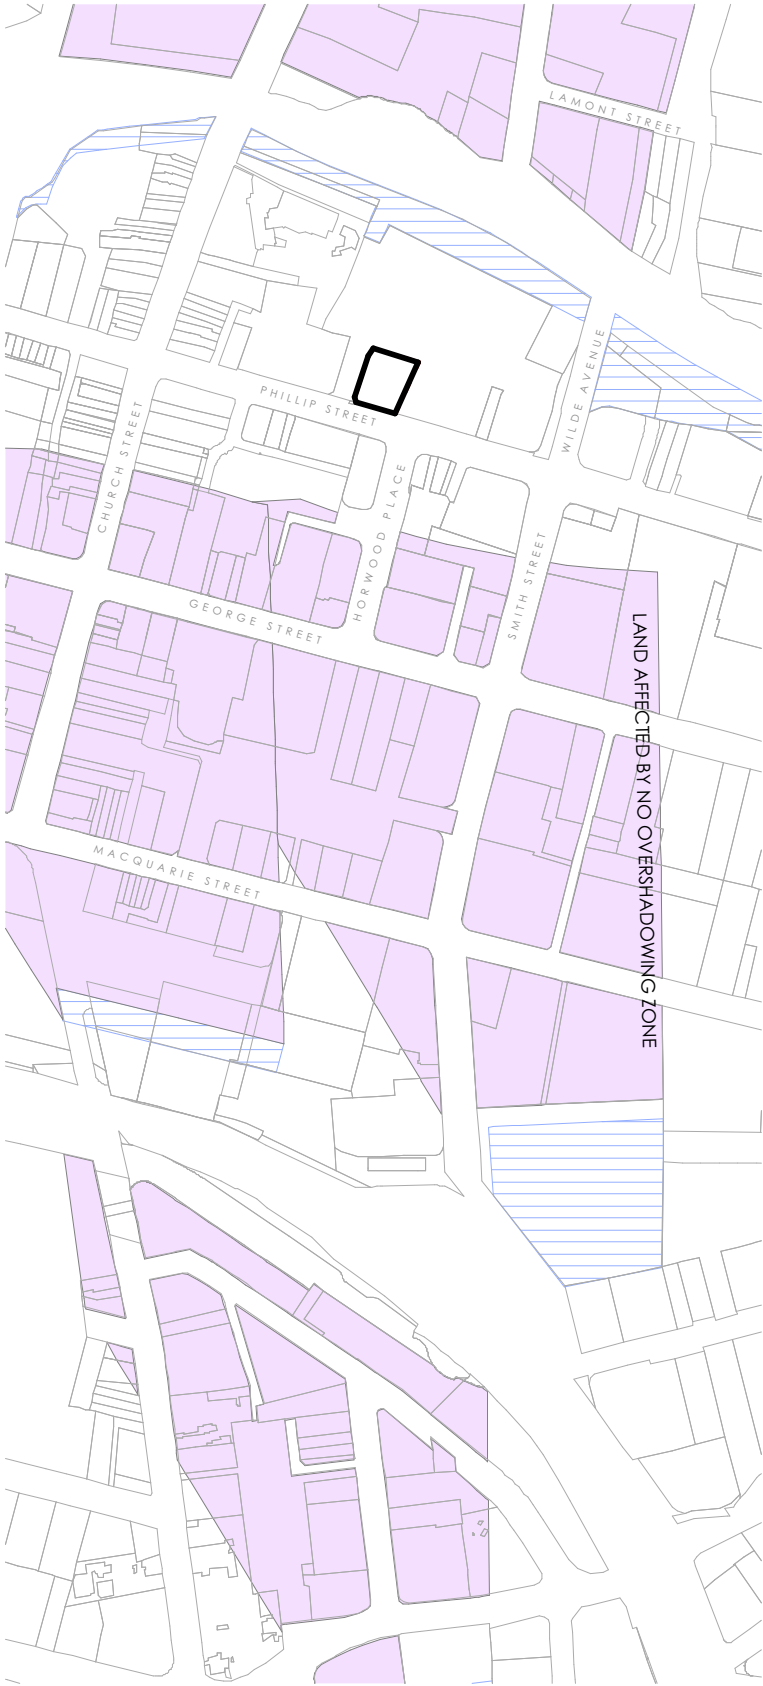 LAMONT STREET
WILDE AVENUE
PHILLIP STREET
CHURCH STREET
HORWOOD PLACE
SMITH STREET
GEORGE STREET
LAND AFFECTED BY NO OVERSHADOWING ZONE
MACQUARIE STREET